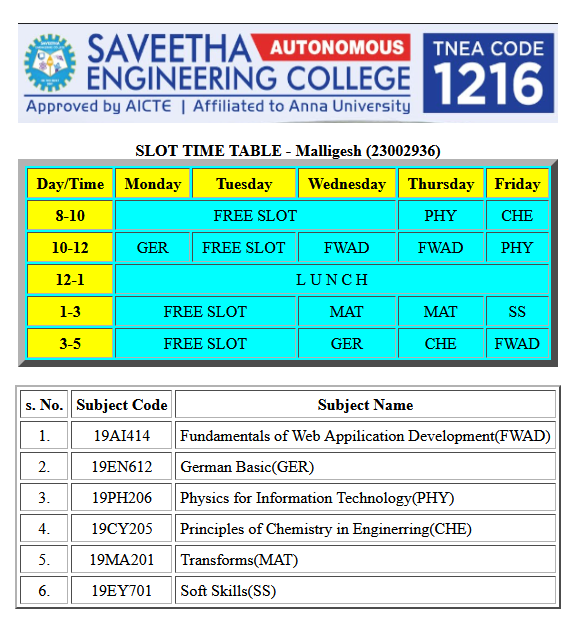 SAVEETHA AUTONOMOUS
ENGINEERING COLLEGE
Approved by AICTE | Affiliated to Anna University
TNEA CODE
1216
SLOT TIME TABLE - Malligesh (23002936)
Day/Time Monday Tuesday Wednesday Thursday Friday
8-10 FREE SLOT PHY CHE
10-12 GER FREE SLOT FWAD FWAD PHY
12-1 L U N C H
1-3 FREE SLOT MAT MAT SS
3-5 FREE SLOT GER CHE FWAD
s. No. Subject Code Subject Name
1. 19AI414 Fundamentals of Web Appilication Development(FWAD)
2. 19EN612 German Basic(GER)
3. 19PH206 Physics for Information Technology(PHY)
4. 19CY205 Principles of Chemistry in Enginerring(CHE)
5. 19MA201 Transforms(MAT)
6. 19EY701 Soft Skills(SS)